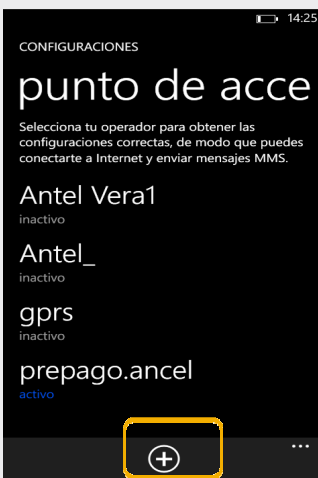 14:25
CONFIGURACIONES
punto de acce
Selecciona tu operador para obtener las
configuraciones correctas, de modo que puedes
conectarte a Internet y enviar mensajes MMS.
Antel Vera1
inactivo
Antel_
inactivo
gprs
inactivo
prepago.ancel
activo